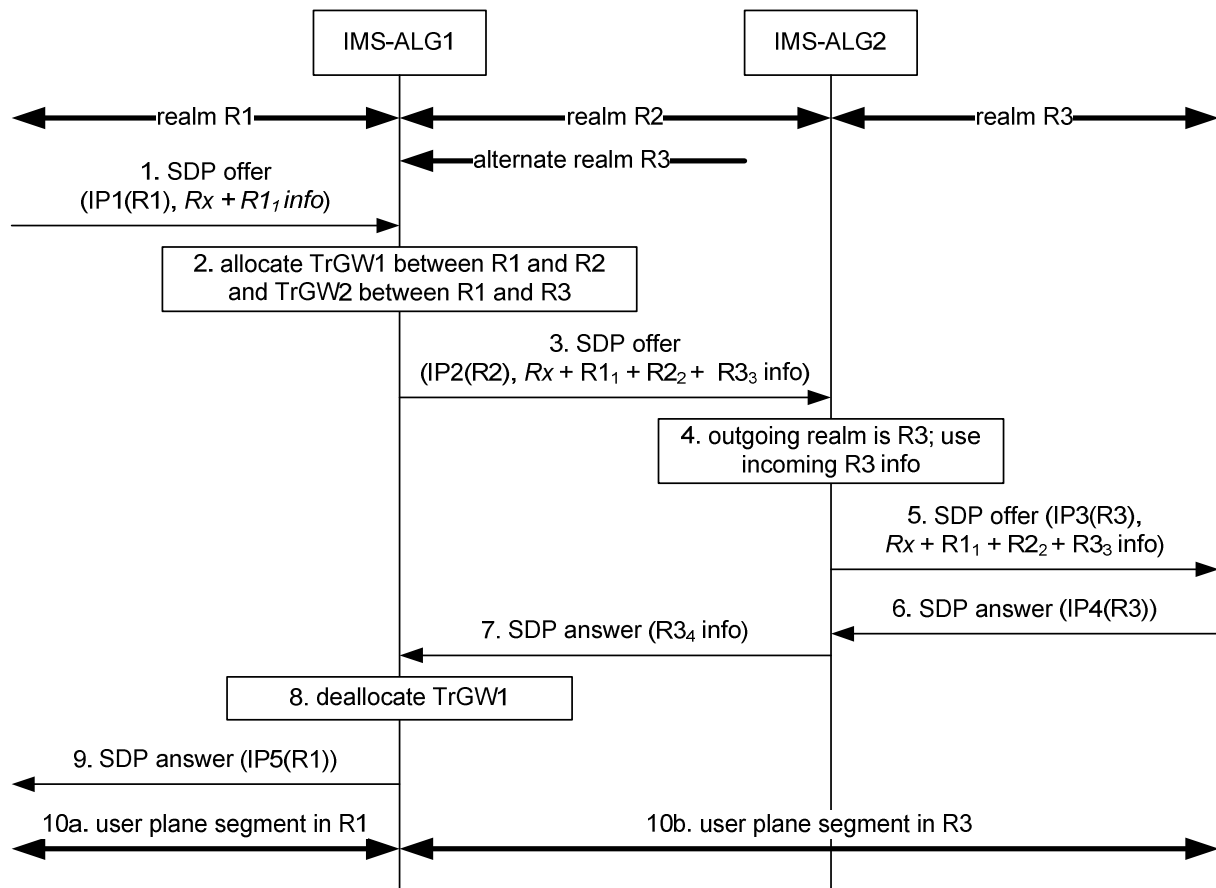 IMS-ALG1
IMS-ALG2
realm R1
realm R2
realm R3
alternate realm R3
1. SDP offer
(IP1(R1), Rx + R1₁ info)
2. allocate TrGW1 between R1 and R2
and TrGW2 between R1 and R3
3. SDP offer
(IP2(R2), Rx + R1₁ + R2₂ + R3₃ info)
4. outgoing realm is R3; use
incoming R3 info
5. SDP offer (IP3(R3),
Rx + R1₁ + R2₂ + R3₃ info)
6. SDP answer (IP4(R3))
7. SDP answer (R3₄ info)
8. deallocate TrGW1
9. SDP answer (IP5(R1))
10a. user plane segment in R1
10b. user plane segment in R3